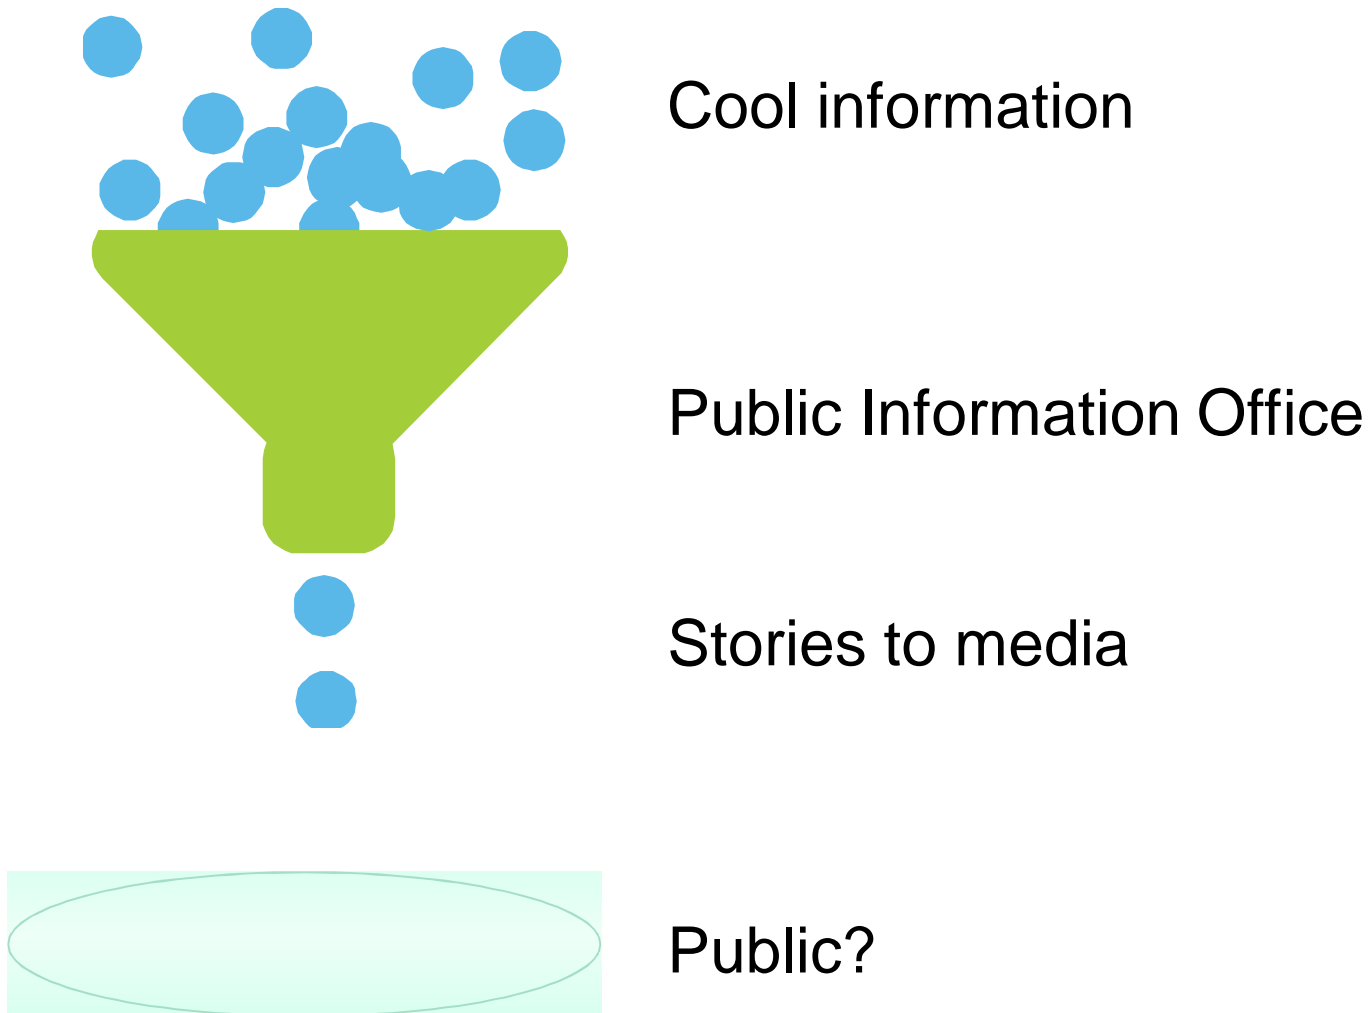 Cool information
Public Information Office
Stories to media
Public?